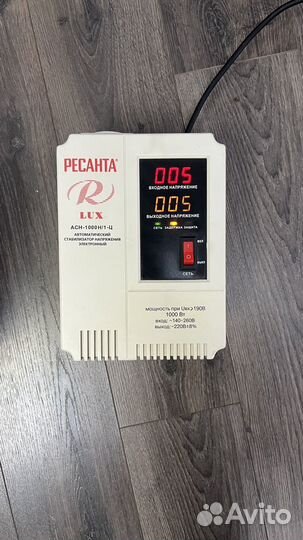 РЕСАНТА®
R
LUX
АСН-1000Н/1-Ц
АВТОМАТИЧЕСКИЙ
СТАБИЛИЗАТОР НАПРЯЖЕНИЯ
ЭЛЕКТРОННЫЙ
005
ВХОДНОЕ НАПРЯЖЕНИЕ
005
ВЫХОДНОЕ НАПРЯЖЕНИЕ
СЕТЬ ЗАДЕРЖКА ЗАЩИТА
ВКЛ
ВЫКЛ
СЕТЬ
мощность при Uвх≥190В
1000 Вт
вход: ~140-260В
выход: ~220В±8%
Avito